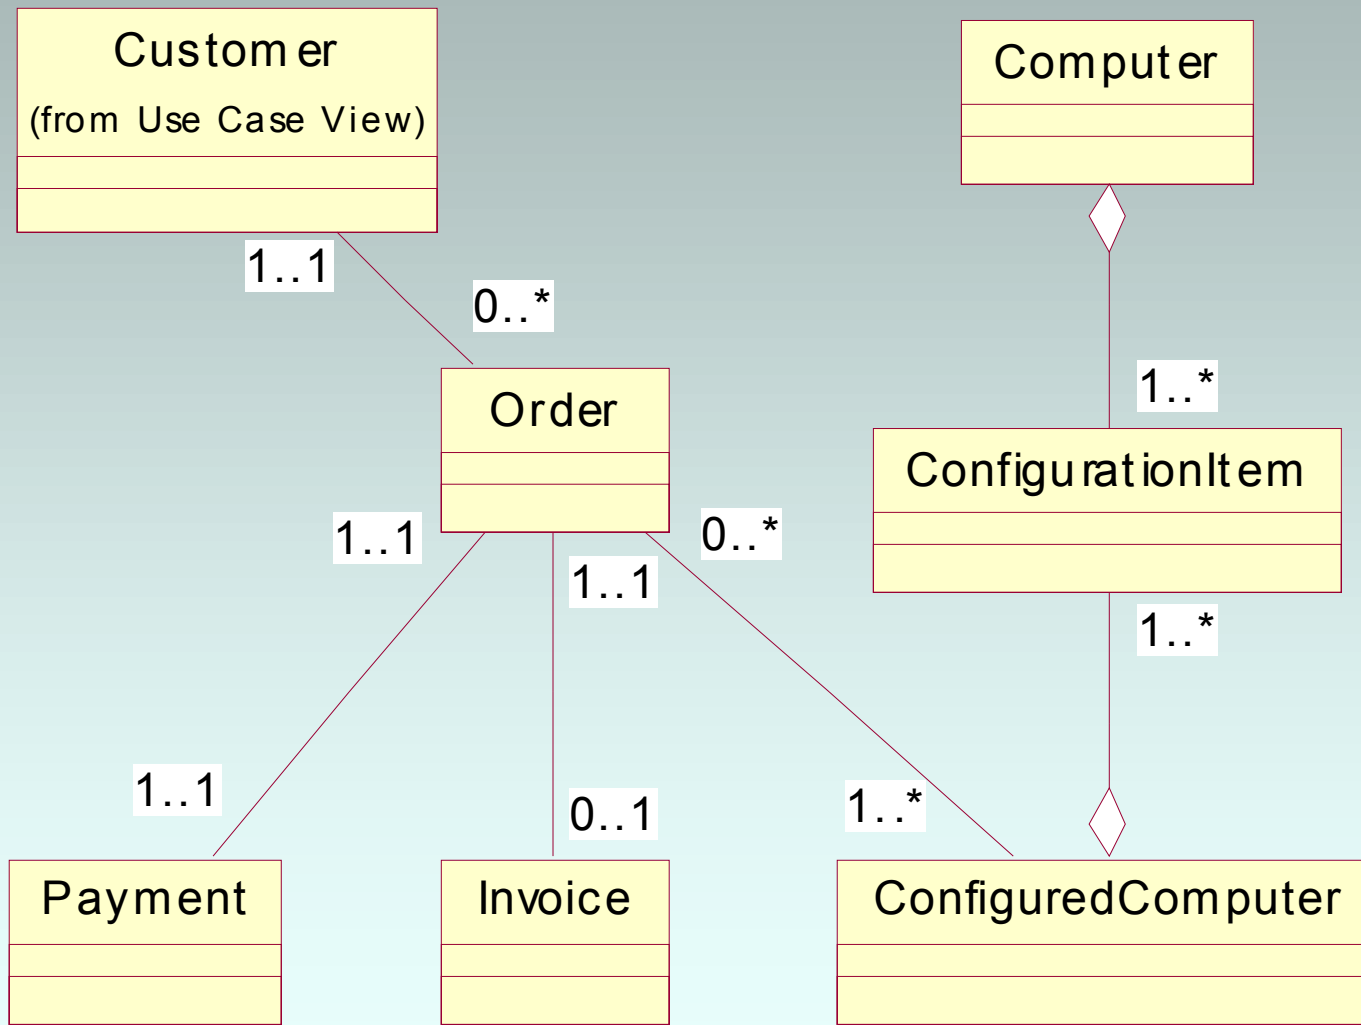 Customer
(from Use Case View)
Computer
1..1
0..*
1..*
Order
ConfigurationItem
1..1
0..*
1..1
1..*
1..1
0..1
1..*
Payment
Invoice
ConfiguredComputer